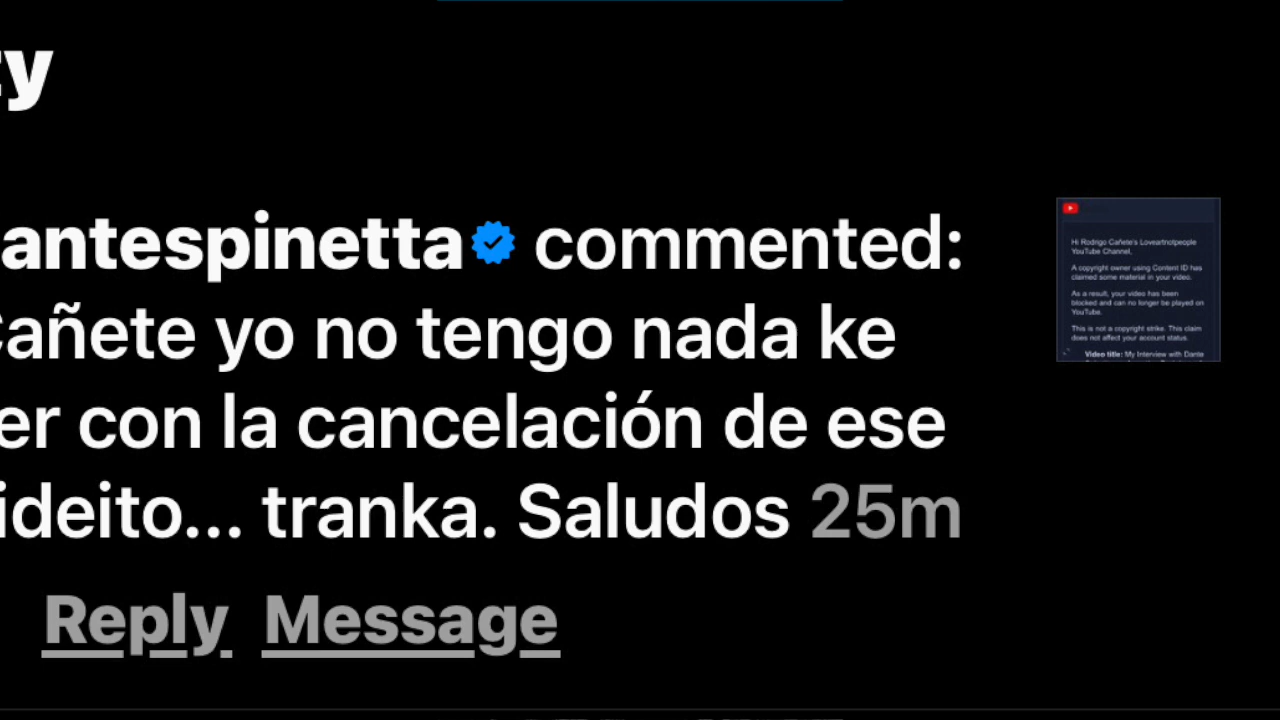 ty
antespinetta commented:
Cañete yo no tengo nada ke
er con la cancelación de ese
ideito... tranka. Saludos 25m
Reply Message
Hi Rodrigo Cañete's Loveartnotpeople
YouTube Channel,
A copyright owner using Content ID has
claimed some material in your video.
As a result, your video has been
blocked and can no longer be played on
YouTube.
This is not a copyright strike. This claim
does not affect your account status.
Video title: My Interview with Dante